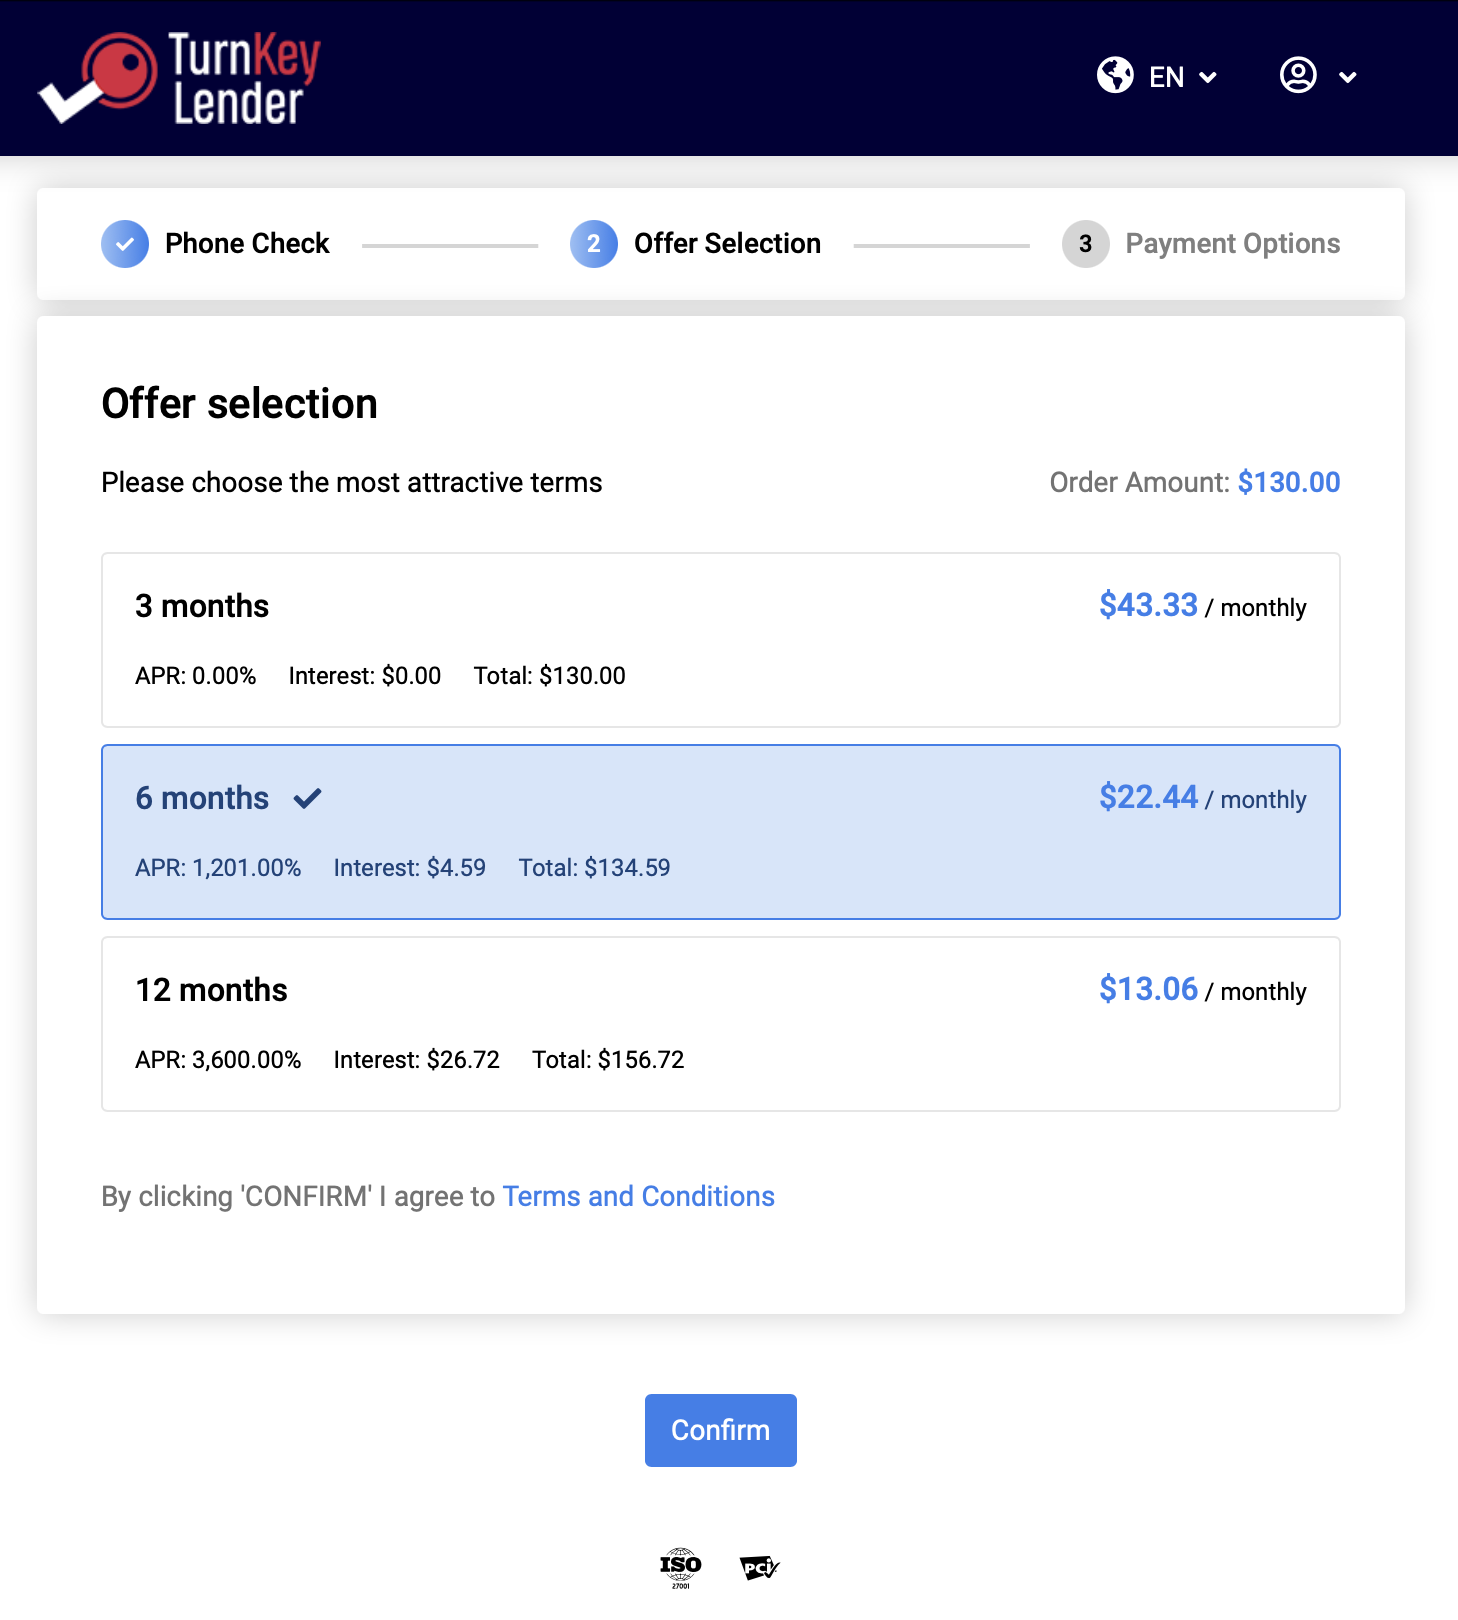 TurnKey
Lender
EN
Phone Check
2 Offer Selection
3 Payment Options
Offer selection
Please choose the most attractive terms
Order Amount: $130.00
3 months
$43.33 / monthly
APR: 0.00% Interest: $0.00 Total: $130.00
6 months
$22.44 / monthly
APR: 1,201.00% Interest: $4.59 Total: $134.59
12 months
$13.06 / monthly
APR: 3,600.00% Interest: $26.72 Total: $156.72
By clicking 'CONFIRM' I agree to Terms and Conditions
Confirm
ISO
27001
PCI